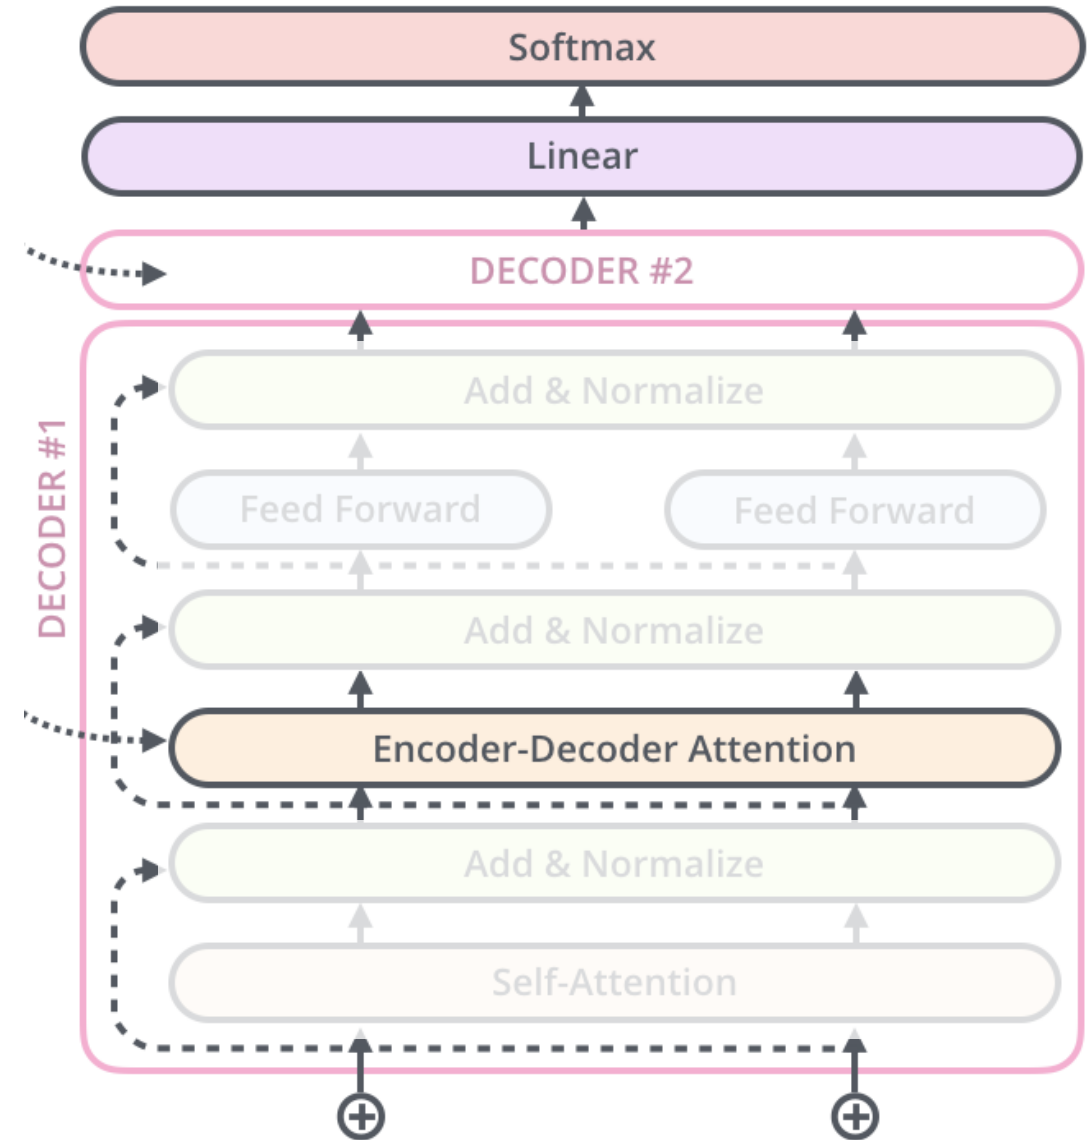 Softmax
Linear
DECODER #2
DECODER #1
Add & Normalize
Feed Forward
Feed Forward
Add & Normalize
Encoder-Decoder Attention
Add & Normalize
Self-Attention